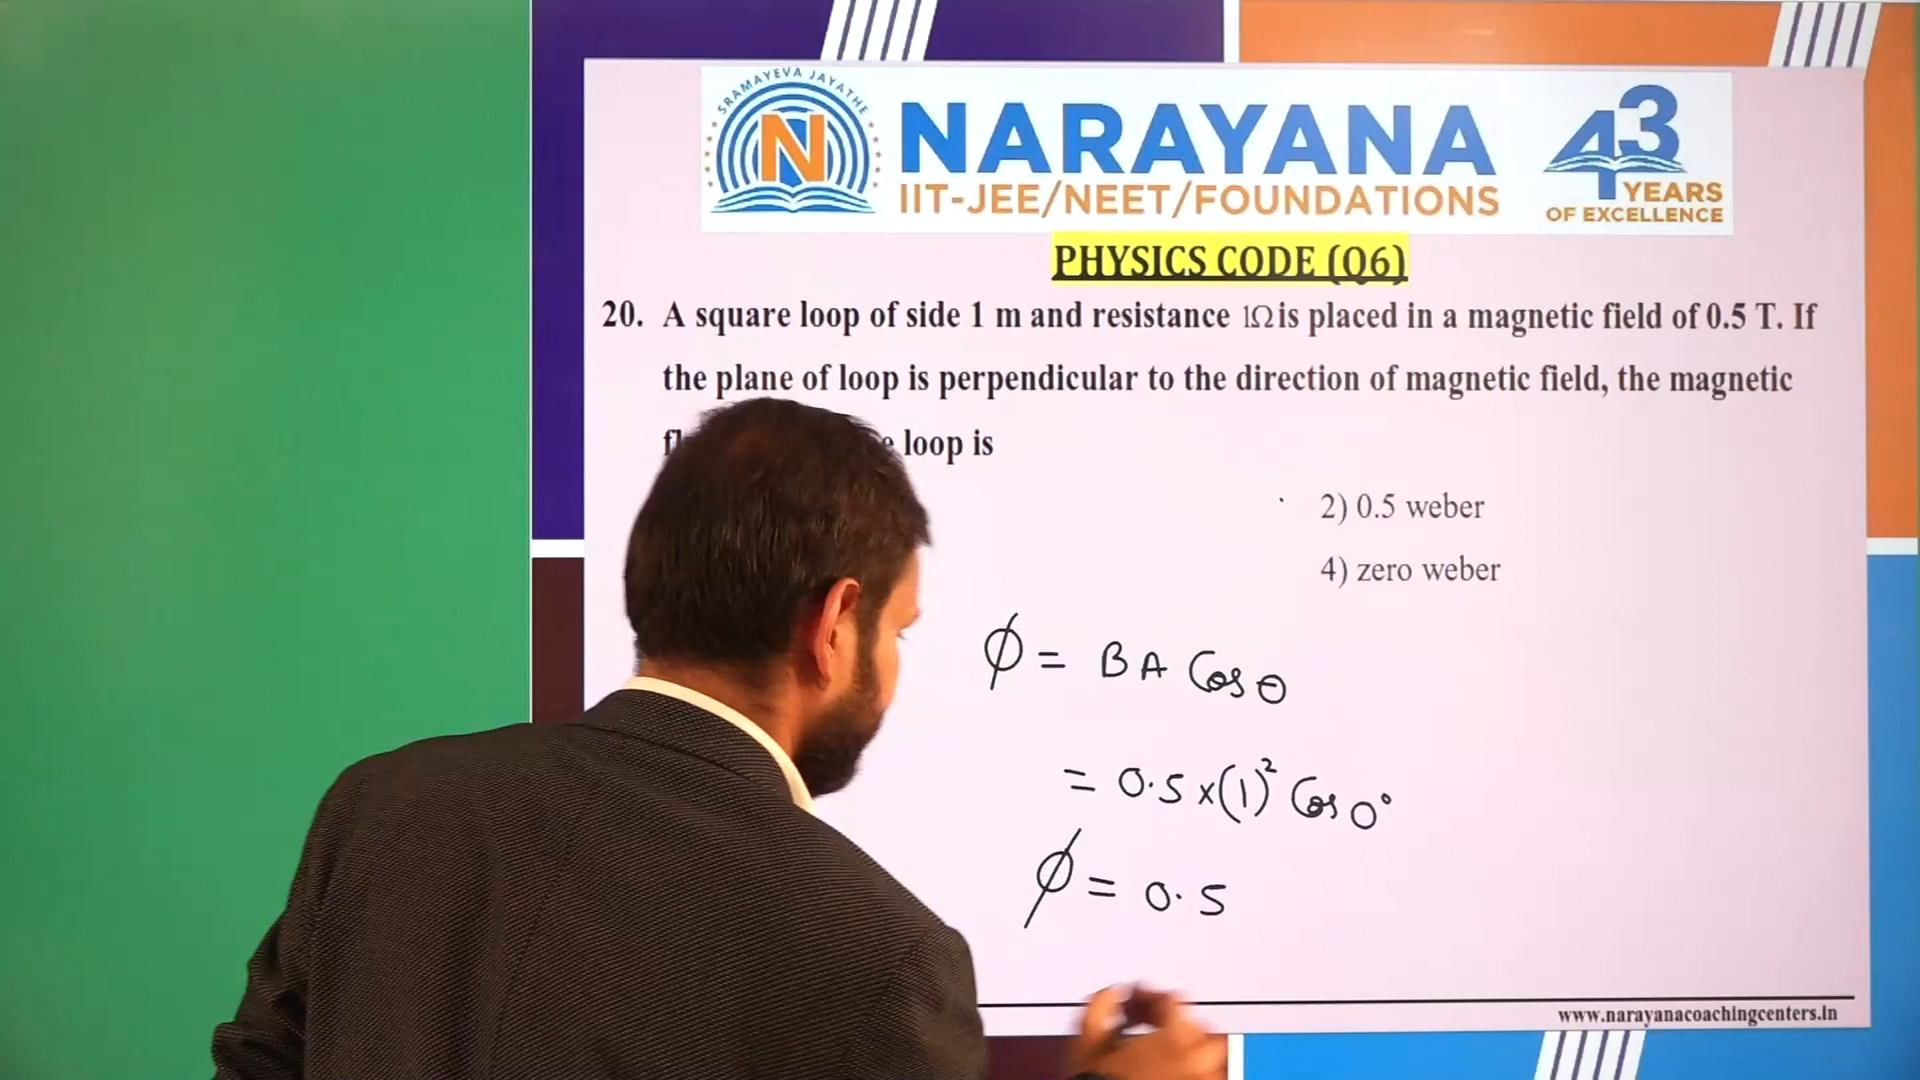 SRAMAYEVA JAYATHE
N
NARAYANA
IIT-JEE/NEET/FOUNDATIONS
43
YEARS
OF EXCELLENCE
PHYSICS CODE (Q6)
20. A square loop of side 1 m and resistance 1Ω is placed in a magnetic field of 0.5 T. If
the plane of loop is perpendicular to the direction of magnetic field, the magnetic
loop is
2) 0.5 weber
4) zero weber
ϕ = BA Cos θ
= 0.5 × (1)² Cos 0°
ϕ = 0.5
www.narayanacoachingcenters.in